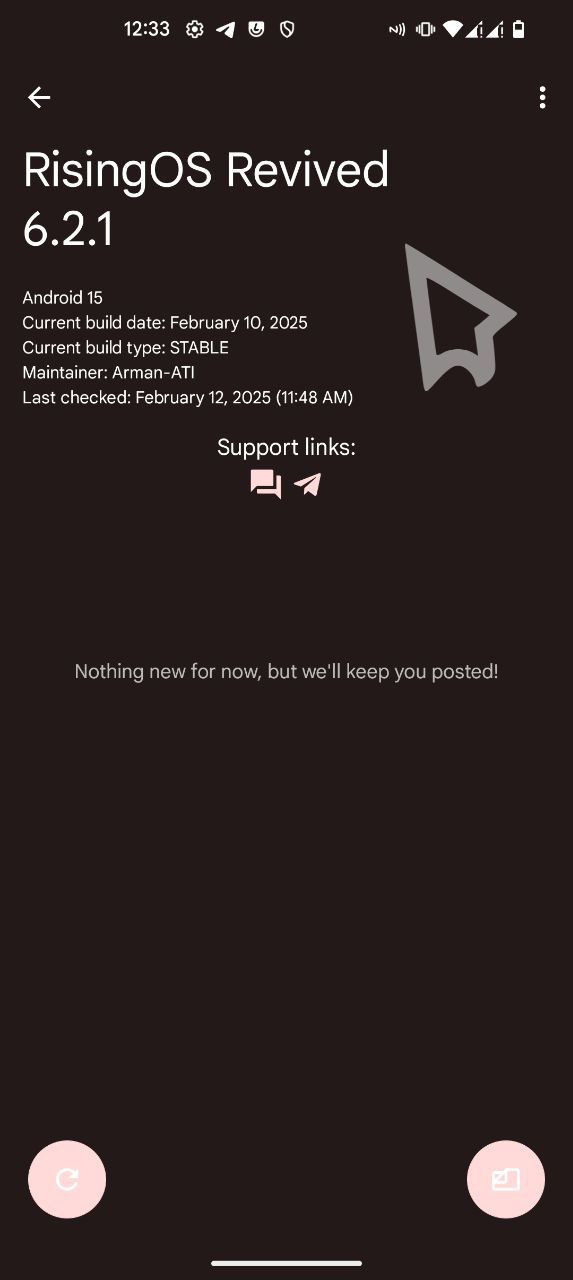 12:33
RisingOS Revived
6.2.1
Android 15
Current build date: February 10, 2025
Current build type: STABLE
Maintainer: Arman-ATI
Last checked: February 12, 2025 (11:48 AM)
Support links:
Nothing new for now, but we'll keep you posted!